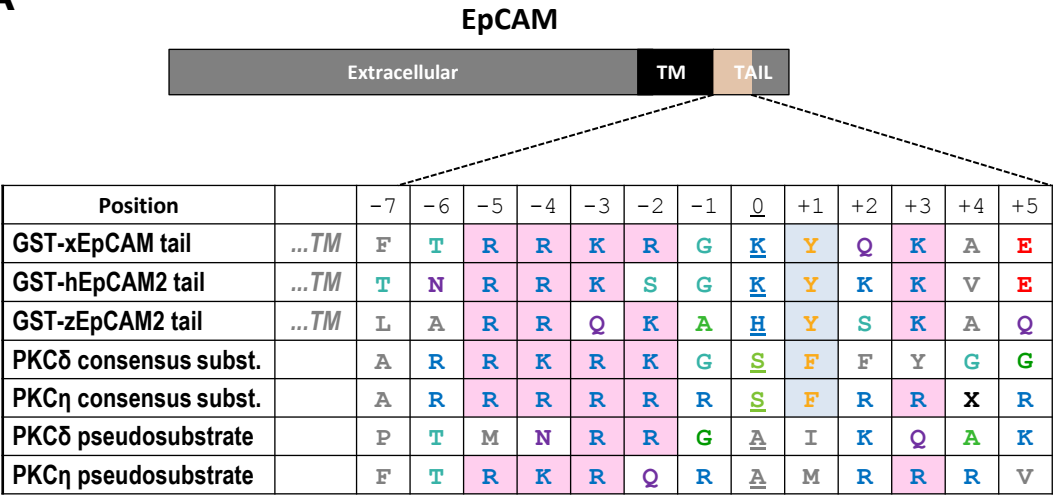 A
EpCAM
Extracellular TM TAIL
Position -7 -6 -5 -4 -3 -2 -1 0 +1 +2 +3 +4 +5
GST-xEpCAM tail ...TM F T R R K R G K Y Q K A E
GST-hEpCAM2 tail ...TM T N R R K S G K Y K K V E
GST-zEpCAM2 tail ...TM L A R R Q K A H Y S K A Q
PKCδ consensus subst. A R R K R K G S F F Y G G
PKCη consensus subst. A R R R R R R S F R R X R
PKCδ pseudosubstrate P T M N R R G A I K Q A K
PKCη pseudosubstrate F T R K R Q R A M R R R V